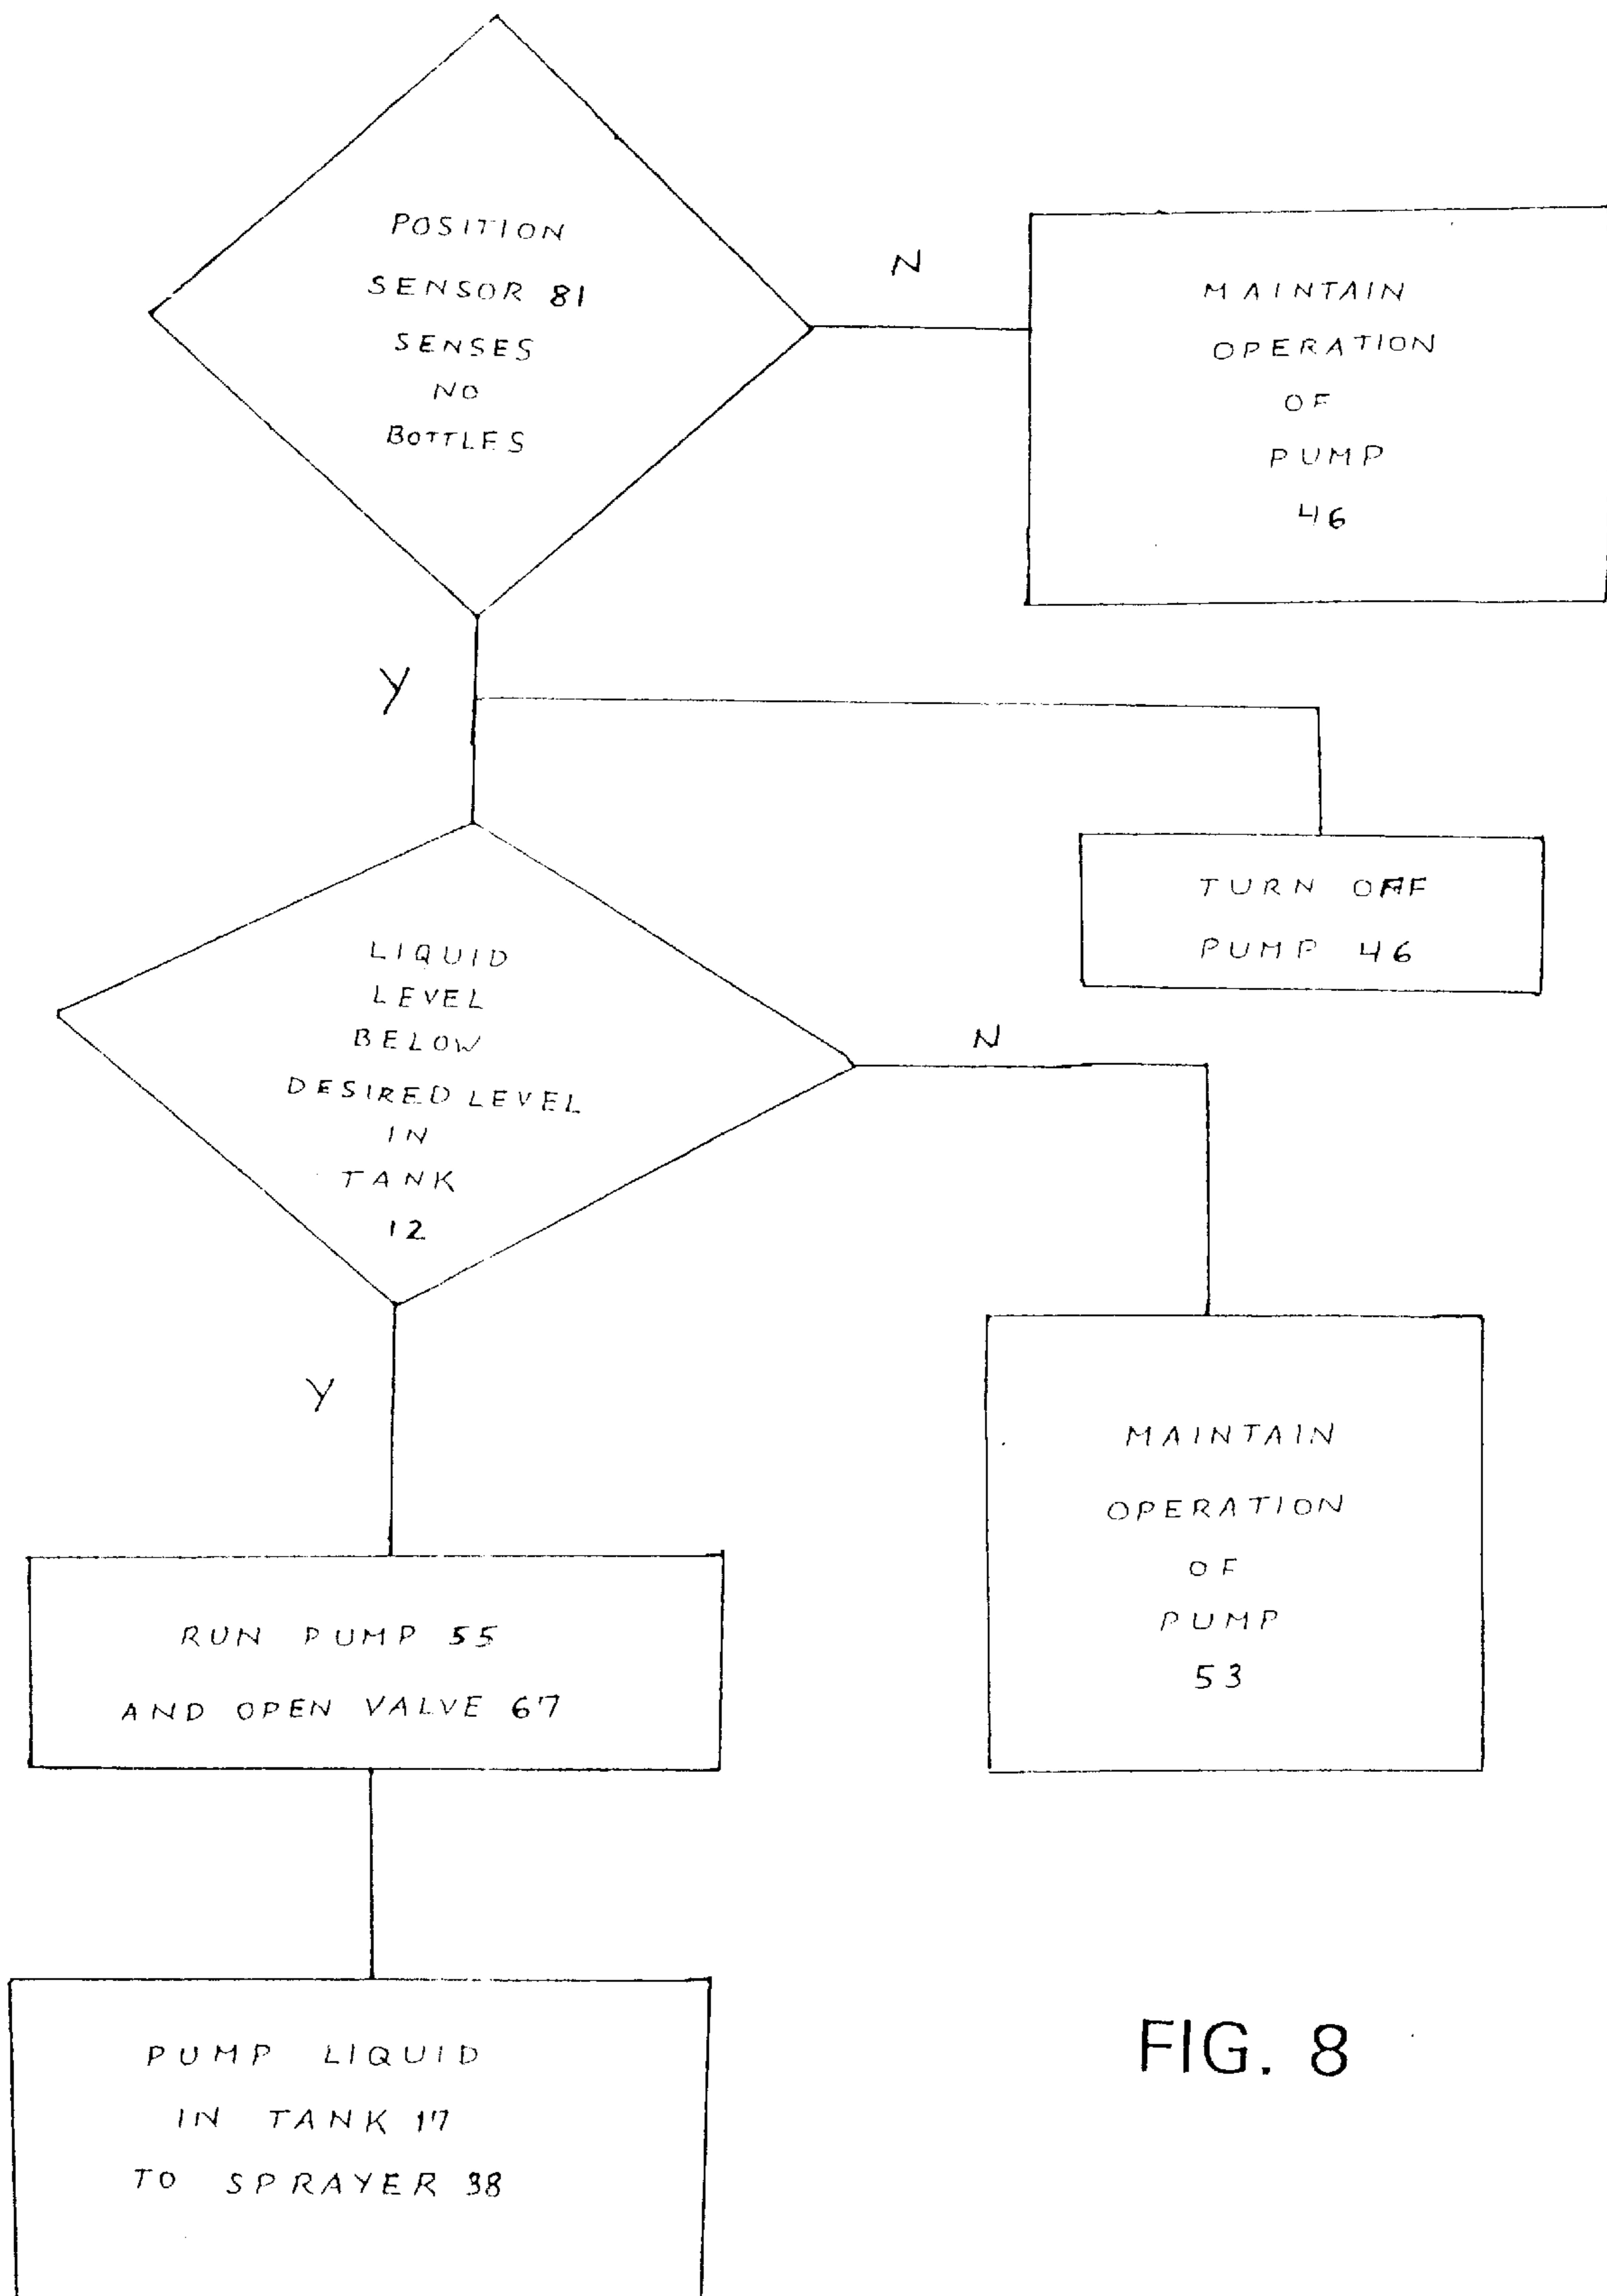 POSITION
SENSOR 81
SENSES
NO
BOTTLES
N
MAINTAIN
OPERATION
OF
PUMP
46
Y
TURN OFF
PUMP 46
LIQUID
LEVEL
BELOW
DESIRED LEVEL
IN
TANK
12
N
MAINTAIN
OPERATION
OF
PUMP
53
Y
RUN PUMP 55
AND OPEN VALVE 67
PUMP LIQUID
IN TANK 17
TO SPRAYER 38
FIG. 8